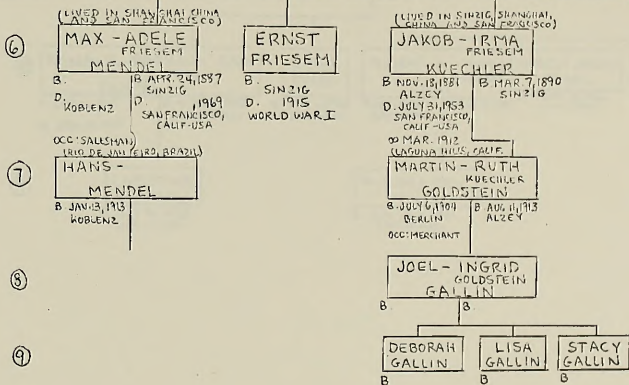 (LIVED IN SHANGHAI CHINA
AND SAN FRANCISCO)
⑥
MAX - ADELE
FRIESEM
MENDEL
B.
D.
KOBLENZ
B APR. 24, 1887
SINZIG
D. , 1969
SANFRANCISCO,
CALIF-USA
ERNST
FRIESEM
B.
SINZIG
D. 1915
WORLD WAR I
(LIVED IN SINZIG, SHANGHAI,
CHINA AND SAN FRANCISCO)
JAKOB - IRMA
FRIESEM
KUECHLER
B NOV. 18, 1881
ALZEY
D. JULY 31, 1953
SAN FRANCISCO,
CALIF-USA
∞ MAR. 1912
B MAR. 7, 1890
SINZIG
OCC: SALESMAN)
(RIO DE JANEIRO, BRAZIL)
⑦
HANS -
MENDEL
B. JAN. 13, 1913
KOBLENZ
(LAGUNA HILLS, CALIF.
MARTIN - RUTH
KUECHLER
GOLDSTEIN
B. JULY 6, 1904
BERLIN
OCC: MERCHANT
B. AUG. 11, 1913
ALZEY
⑧
JOEL - INGRID
GOLDSTEIN
GALLIN
B.
B.
⑨
DEBORAH
GALLIN
B
LISA
GALLIN
B
STACY
GALLIN
B